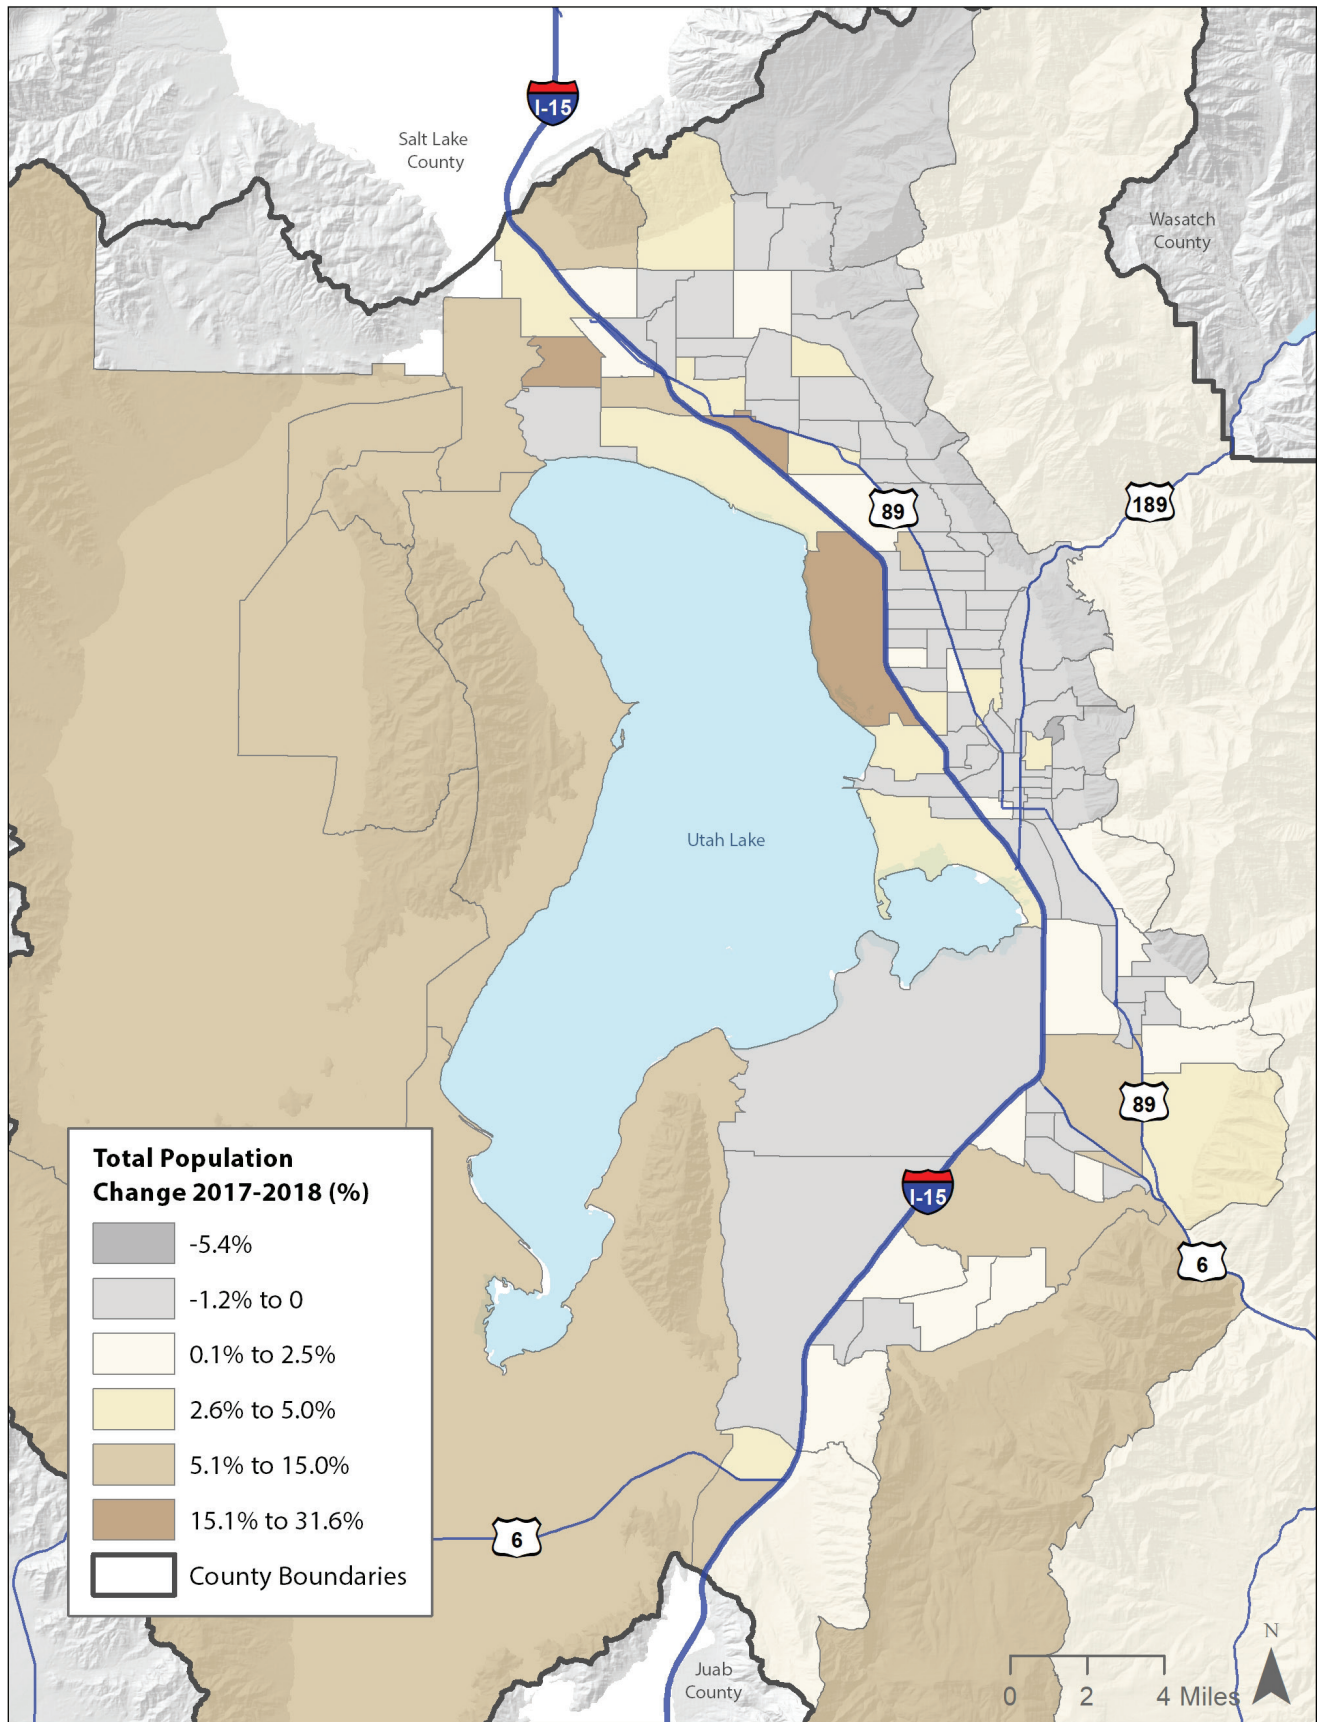 I-15
Salt Lake
County
Wasatch
County
89
189
Utah Lake
89
I-15
6
Total Population
Change 2017-2018 (%)
-5.4%
-1.2% to 0
0.1% to 2.5%
2.6% to 5.0%
5.1% to 15.0%
15.1% to 31.6%
County Boundaries
6
Juab
County
N
0 2 4 Miles